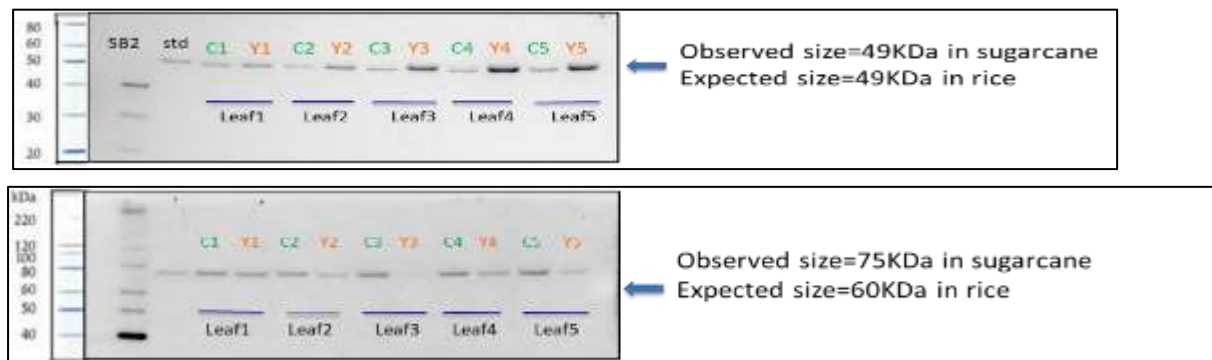 80
60
50
40
30
20
SB2 std C1 Y1 C2 Y2 C3 Y3 C4 Y4 C5 Y5
Leaf1 Leaf2 Leaf3 Leaf4 Leaf5
Observed size=49KDa in sugarcane
Expected size=49KDa in rice
kDa
220
120
100
80
60
50
40
C1 Y1 C2 Y2 C3 Y3 C4 Y4 C5 Y5
Leaf1 Leaf2 Leaf3 Leaf4 Leaf5
Observed size=75KDa in sugarcane
Expected size=60KDa in rice